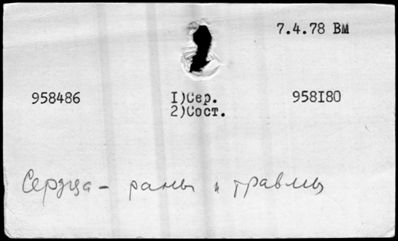 7.4.78 ВМ
958486 I)Сер. 958I80
2)Сост.
Сердца – раны и травмы